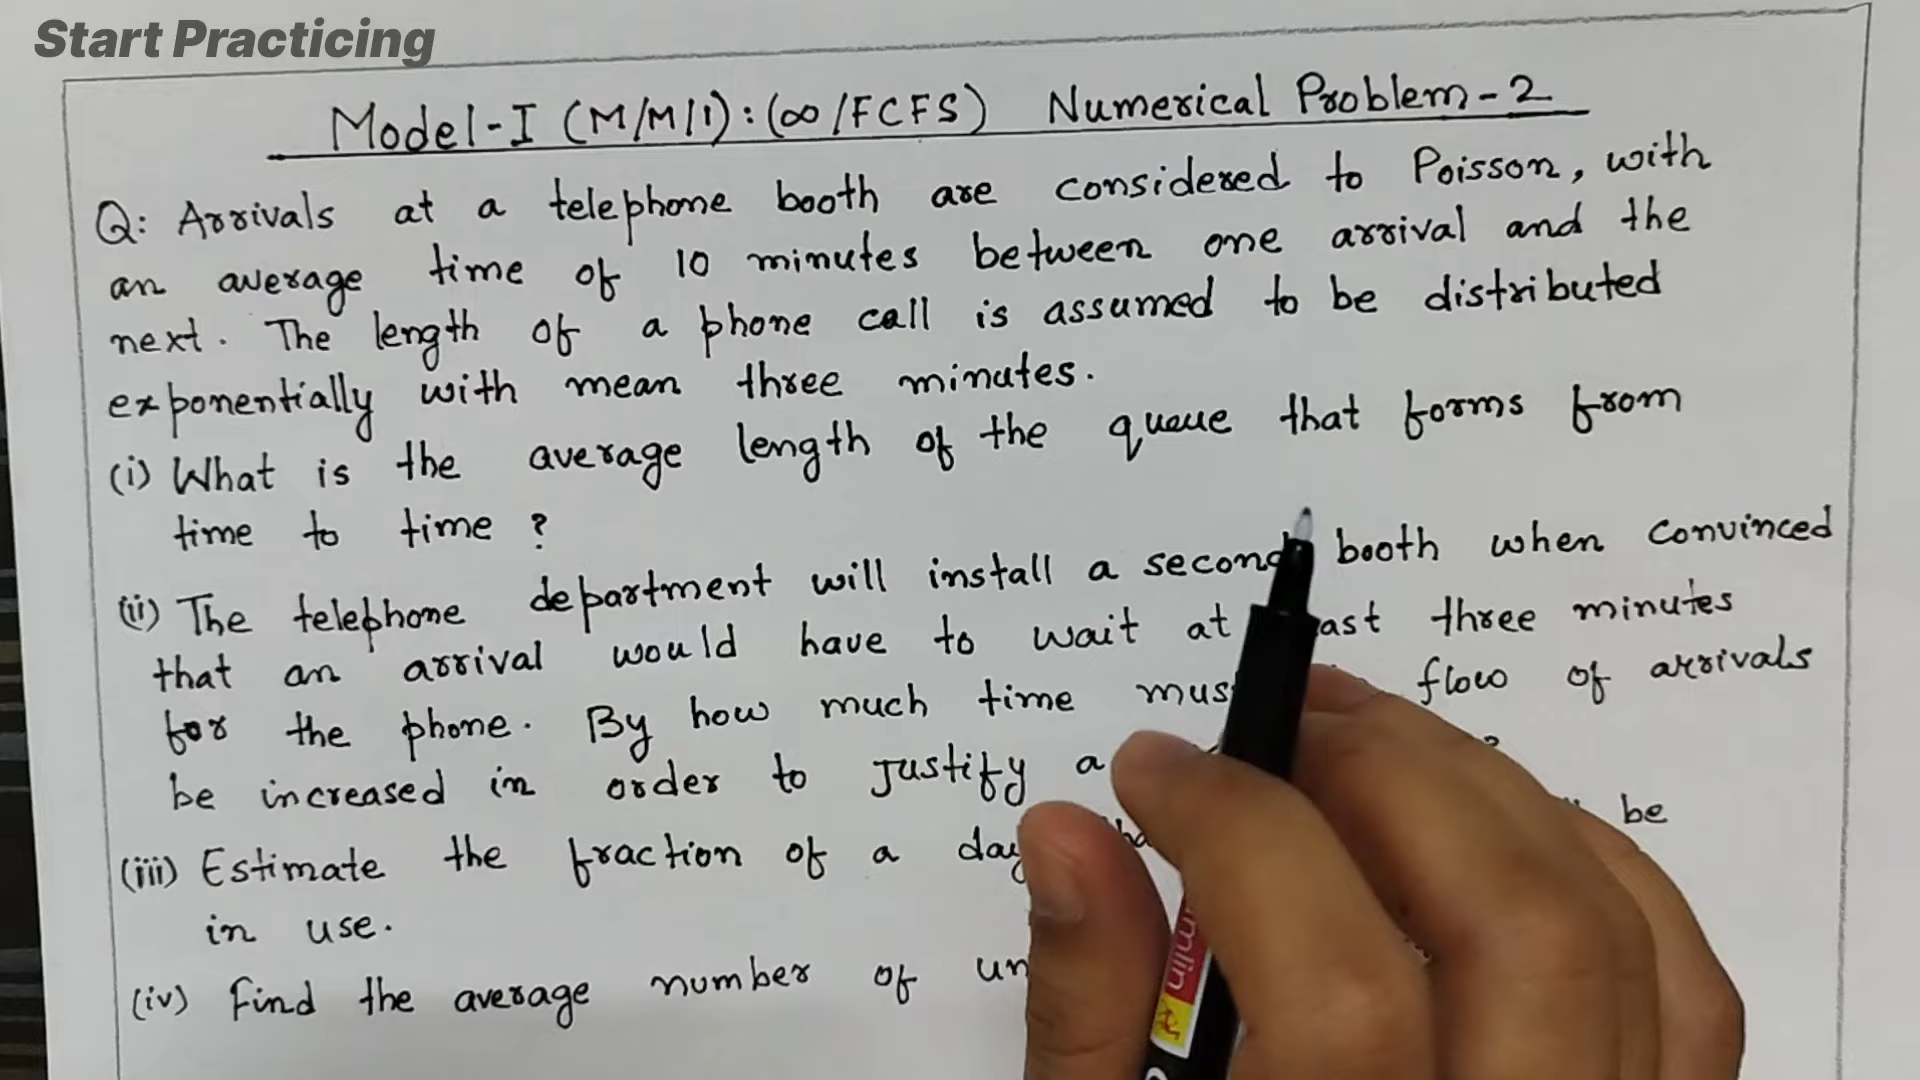 Start Practicing
Model-I (M/M/1):(∞/FCFS) Numerical Problem-2
Q: Arrivals at a telephone booth are considered to Poisson, with
an average time of 10 minutes between one arrival and the
next. The length of a phone call is assumed to be distributed
exponentially with mean three minutes.
(i) What is the average length of the queue that forms from
time to time ?
(ii) The telephone department will install a second booth when convinced
that an arrival would have to wait at three minutes
for the phone. By how much time flow of arrivals
be increased in order to justify a
(iii) Estimate the fraction of a day be
in use.
(iv) Find the average number of
mlin